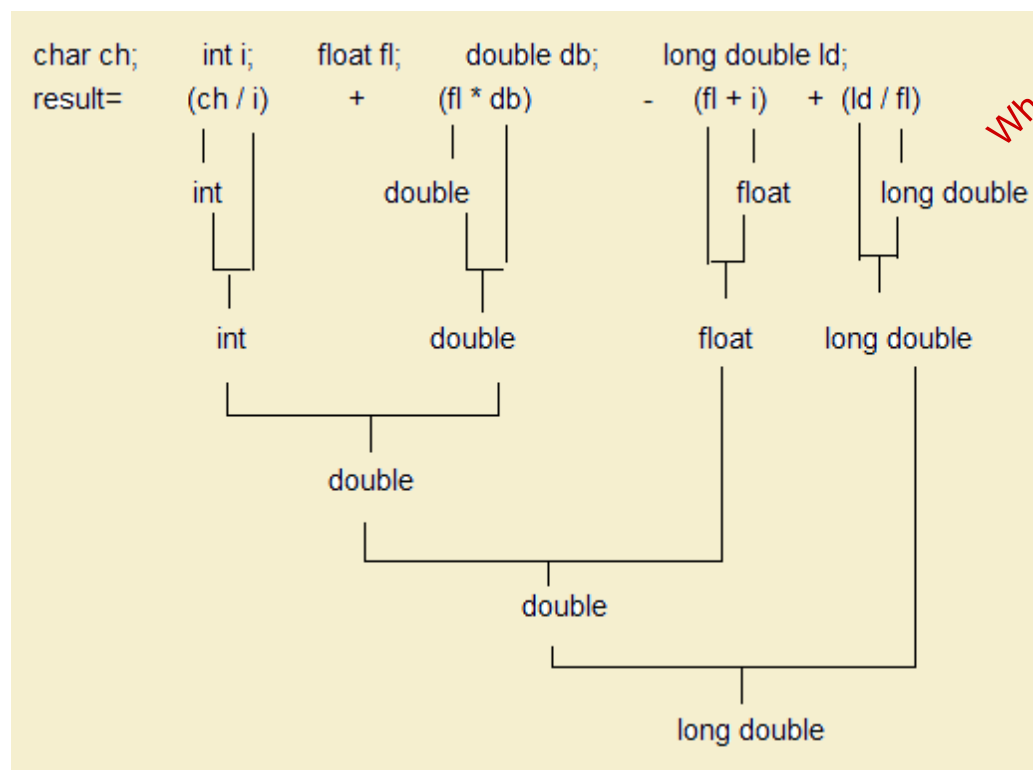 char ch; int i; float fl; double db; long double ld;
result= (ch / i) + (fl * db) - (fl + i) + (ld / fl)
int double float long double
int double float long double
double
double
long double